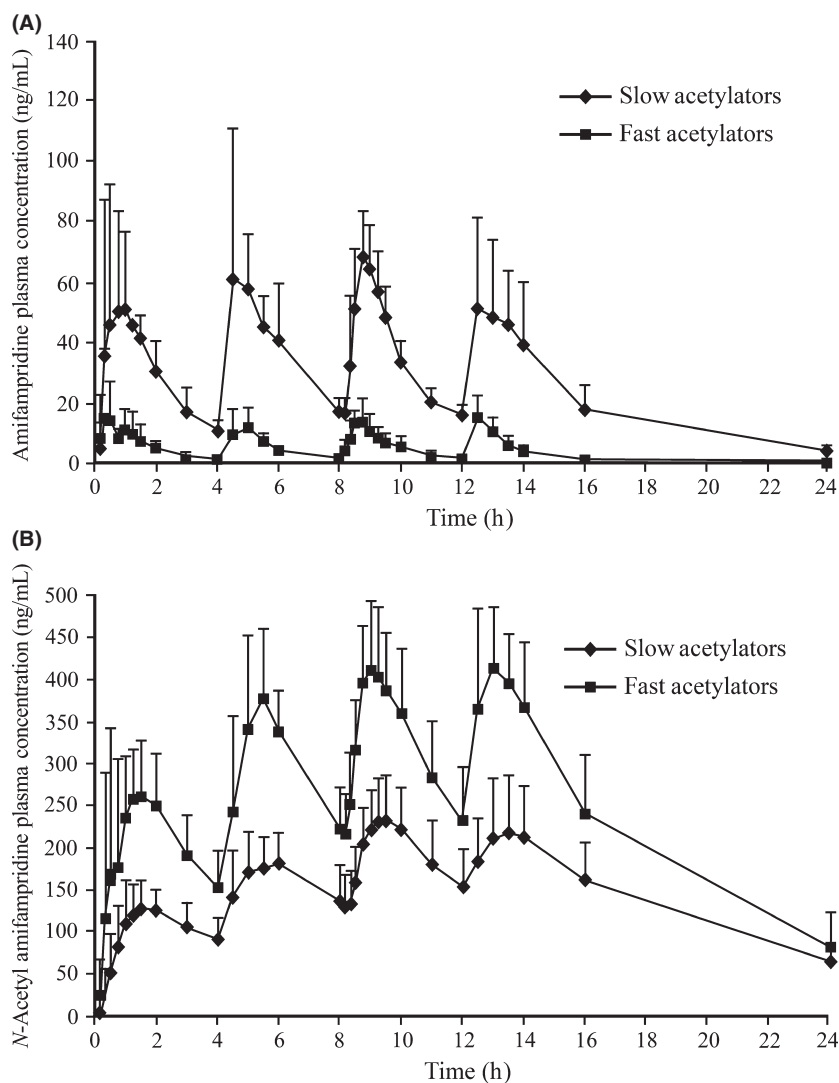 (A)
Amifampridine plasma concentration (ng/mL)
140
120
100
80
60
40
20
0
Slow acetylators
Fast acetylators
0 2 4 6 8 10 12 14 16 18 20 22 24
Time (h)
(B)
N-Acetyl amifampridine plasma concentration (ng/mL)
500
450
400
350
300
250
200
150
100
50
0
Slow acetylators
Fast acetylators
0 2 4 6 8 10 12 14 16 18 20 22 24
Time (h)